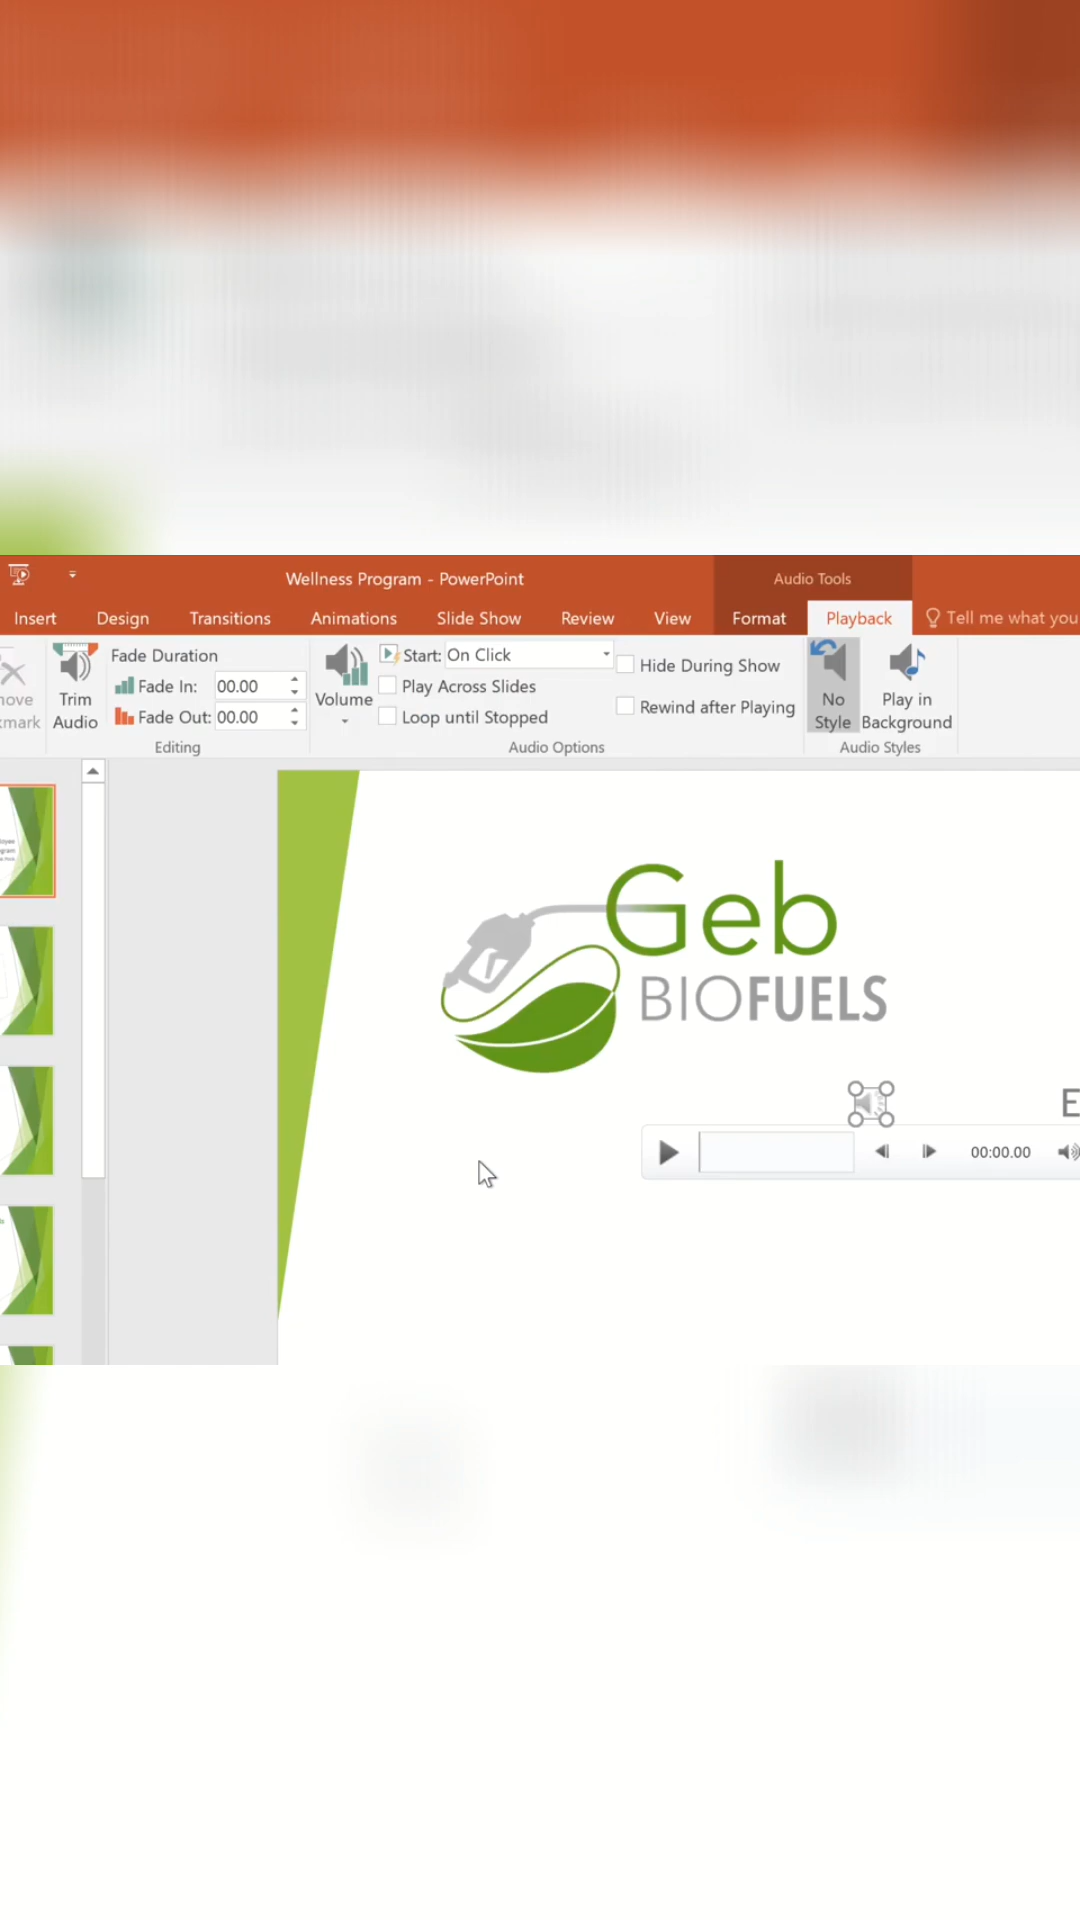 Wellness Program - PowerPoint
Audio Tools
Insert Design Transitions Animations Slide Show Review View Format Playback Tell me what you
Trim Audio
Fade Duration
Fade In: 00.00
Fade Out: 00.00
Editing
Volume
Start: On Click
Play Across Slides
Loop until Stopped
Hide During Show
Rewind after Playing
Audio Options
No Style
Play in Background
Audio Styles
Geb
BIOFUELS
E
00:00.00